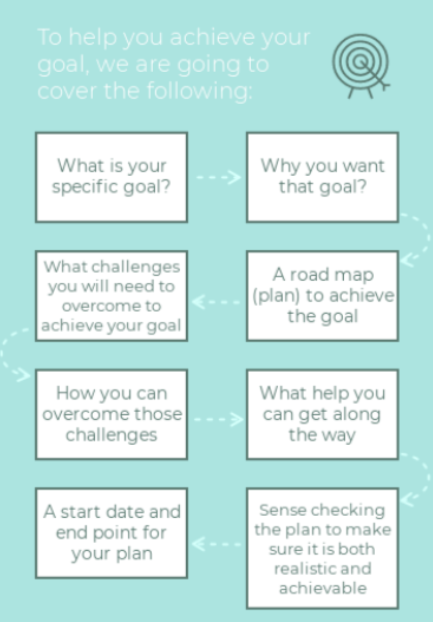 To help you achieve your
goal, we are going to
cover the following:
What is your
specific goal?
Why you want
that goal?
A road map
(plan) to achieve
the goal
What challenges
you will need to
overcome to
achieve your goal
How you can
overcome those
challenges
What help you
can get along
the way
Sense checking
the plan to make
sure it is both
realistic and
achievable
A start date and
end point for
your plan